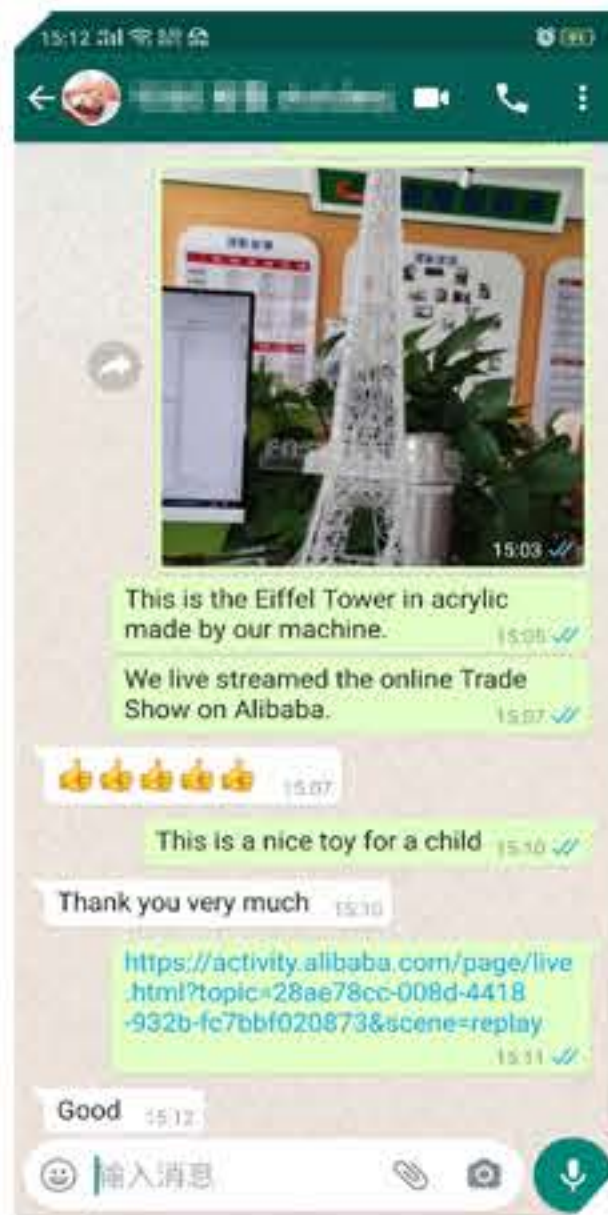 15:12
15:03
This is the Eiffel Tower in acrylic
made by our machine.
15:05
We live streamed the online Trade
Show on Alibaba.
15:07
👍👍👍👍👍 15:07
This is a nice toy for a child 15:10
Thank you very much 15:10
https://activity.alibaba.com/page/live
.html?topic=28ae78cc-008d-4418
-932b-fc7bbf020873&scene=replay
15:11
Good 15:12
输入消息